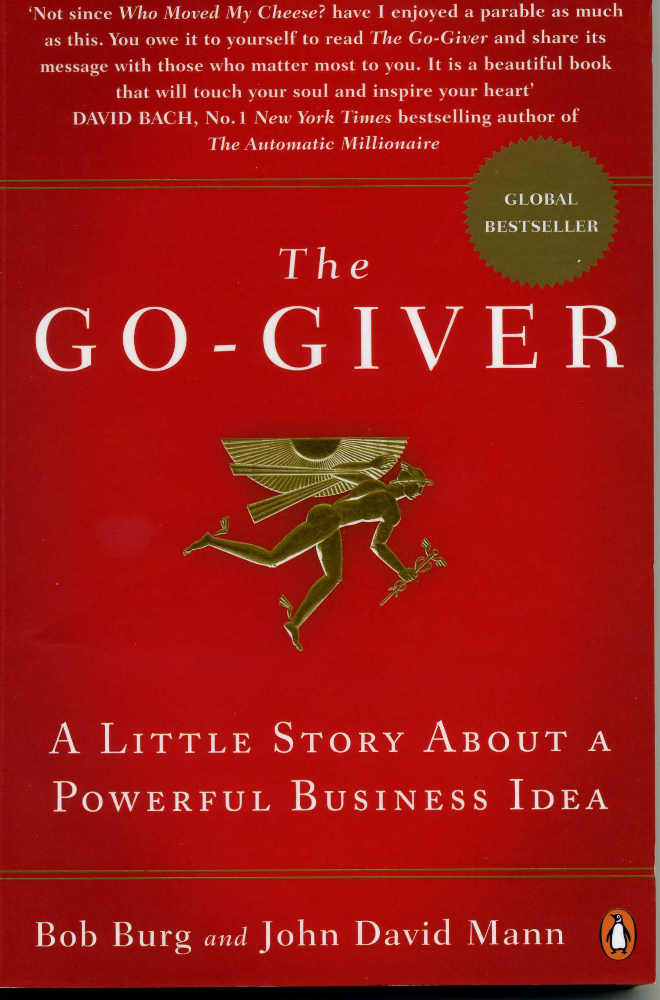 ‘Not since Who Moved My Cheese? have I enjoyed a parable as much
as this. You owe it to yourself to read The Go-Giver and share its
message with those who matter most to you. It is a beautiful book
that will touch your soul and inspire your heart’
DAVID BACH, No.1 New York Times bestselling author of
The Automatic Millionaire
GLOBAL
BESTSELLER
The
GO-GIVER
A LITTLE STORY ABOUT A
POWERFUL BUSINESS IDEA
Bob Burg and John David Mann